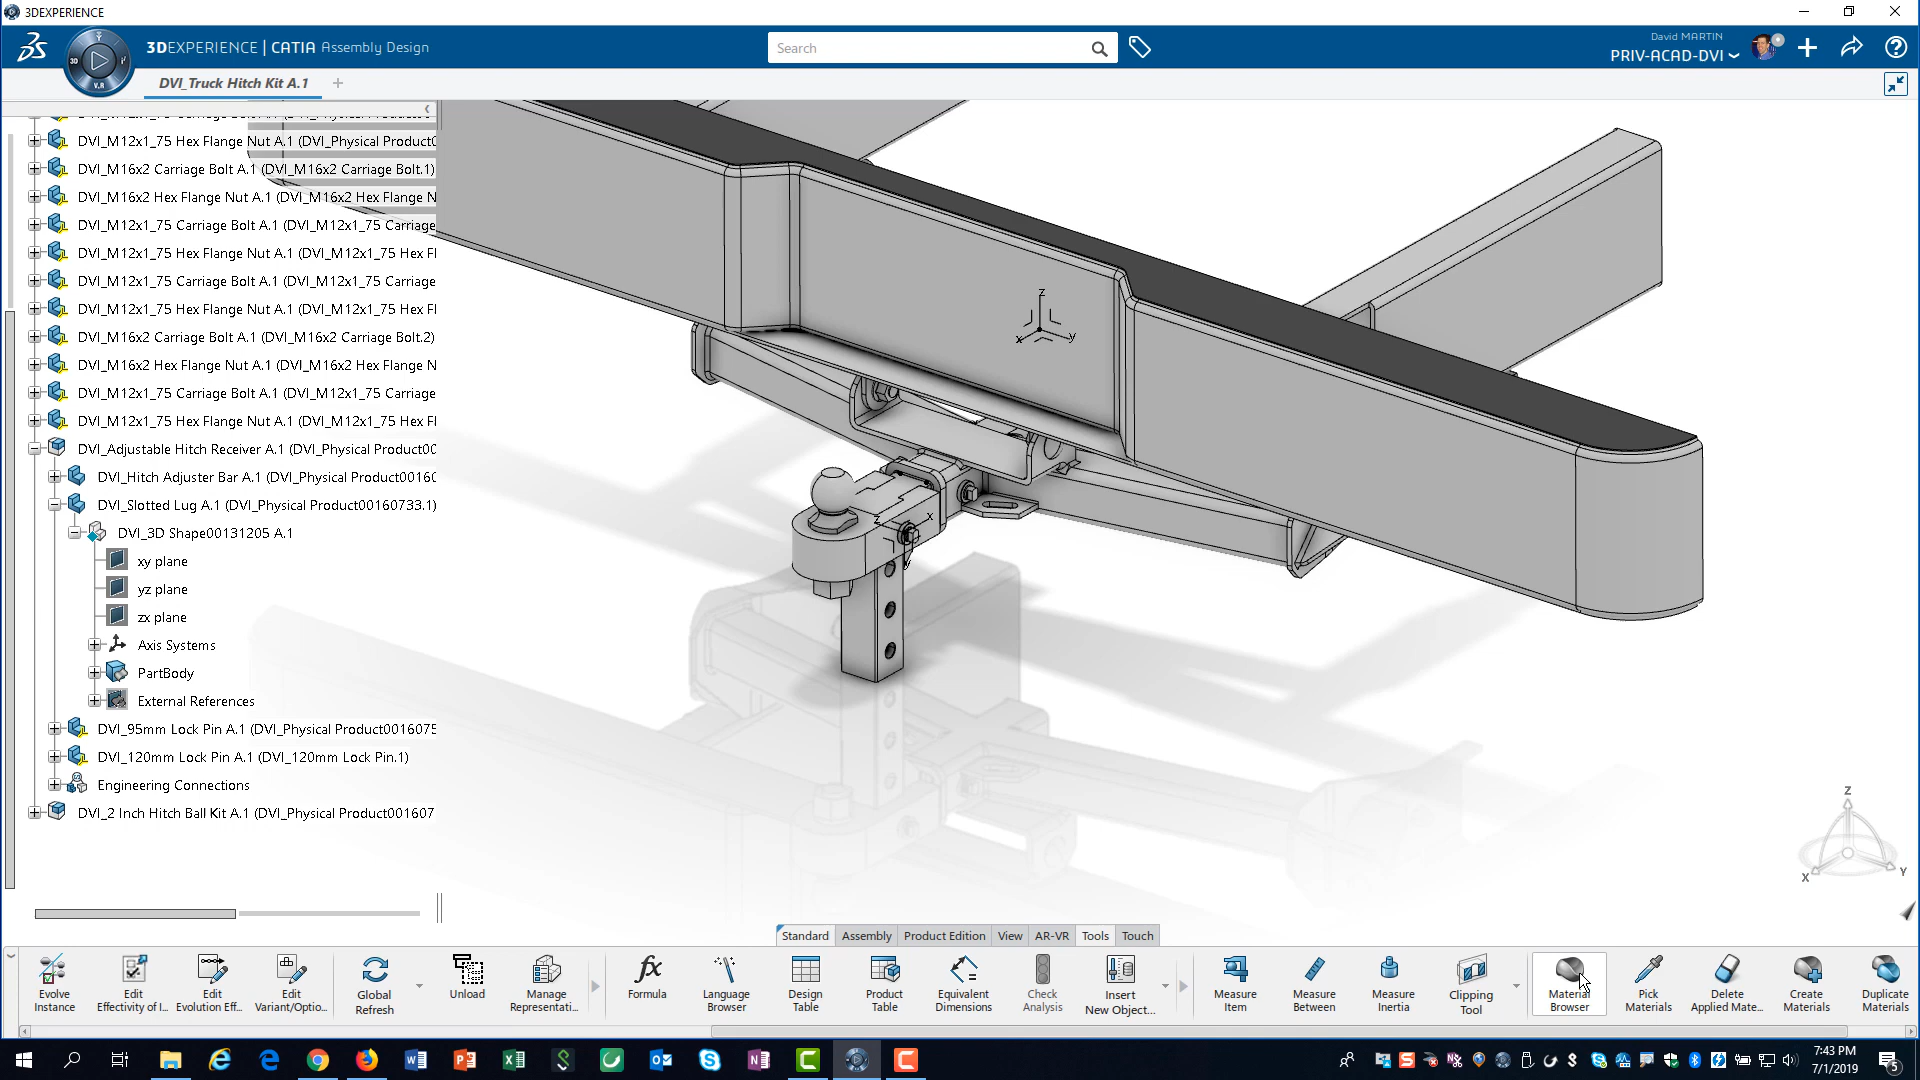 3DEXPERIENCE
3DEXPERIENCE | CATIA Assembly Design
Search
David MARTIN
PRIV-ACAD-DVI
3D
V.R
DVI_Truck Hitch Kit A.1
DVI_M12x1_75 Hex Flange Nut A.1 (DVI_Physical Product0
DVI_M16x2 Carriage Bolt A.1 (DVI_M16x2 Carriage Bolt.1)
DVI_M16x2 Hex Flange Nut A.1 (DVI_M16x2 Hex Flange N
DVI_M12x1_75 Carriage Bolt A.1 (DVI_M12x1_75 Carriage
DVI_M12x1_75 Hex Flange Nut A.1 (DVI_M12x1_75 Hex Fl
DVI_M12x1_75 Carriage Bolt A.1 (DVI_M12x1_75 Carriage
DVI_M12x1_75 Hex Flange Nut A.1 (DVI_M12x1_75 Hex Fl
DVI_M16x2 Carriage Bolt A.1 (DVI_M16x2 Carriage Bolt.2)
DVI_M16x2 Hex Flange Nut A.1 (DVI_M16x2 Hex Flange N
DVI_M12x1_75 Carriage Bolt A.1 (DVI_M12x1_75 Carriage
DVI_M12x1_75 Hex Flange Nut A.1 (DVI_M12x1_75 Hex Fl
DVI_Adjustable Hitch Receiver A.1 (DVI_Physical Product00
DVI_Hitch Adjuster Bar A.1 (DVI_Physical Product00160
DVI_Slotted Lug A.1 (DVI_Physical Product00160733.1)
DVI_3D Shape00131205 A.1
xy plane
yz plane
zx plane
Axis Systems
PartBody
External References
DVI_95mm Lock Pin A.1 (DVI_Physical Product0016075
DVI_120mm Lock Pin A.1 (DVI_120mm Lock Pin.1)
Engineering Connections
DVI_2 Inch Hitch Ball Kit A.1 (DVI_Physical Product001607
z
x
y
z
x
y
Z
X
Y
Standard Assembly Product Edition View AR-VR Tools Touch
Evolve Instance
Edit Effectivity of I...
Edit Evolution Eff...
Edit Variant/Optio...
Global Refresh
Unload
Manage Representati...
Formula
Language Browser
Design Table
Product Table
Equivalent Dimensions
Check Analysis
Insert New Object...
Measure Item
Measure Between
Measure Inertia
Clipping Tool
Material Browser
Pick Materials
Delete Applied Mate...
Create Materials
Duplicate Materials
7:43 PM
7/1/2019
5